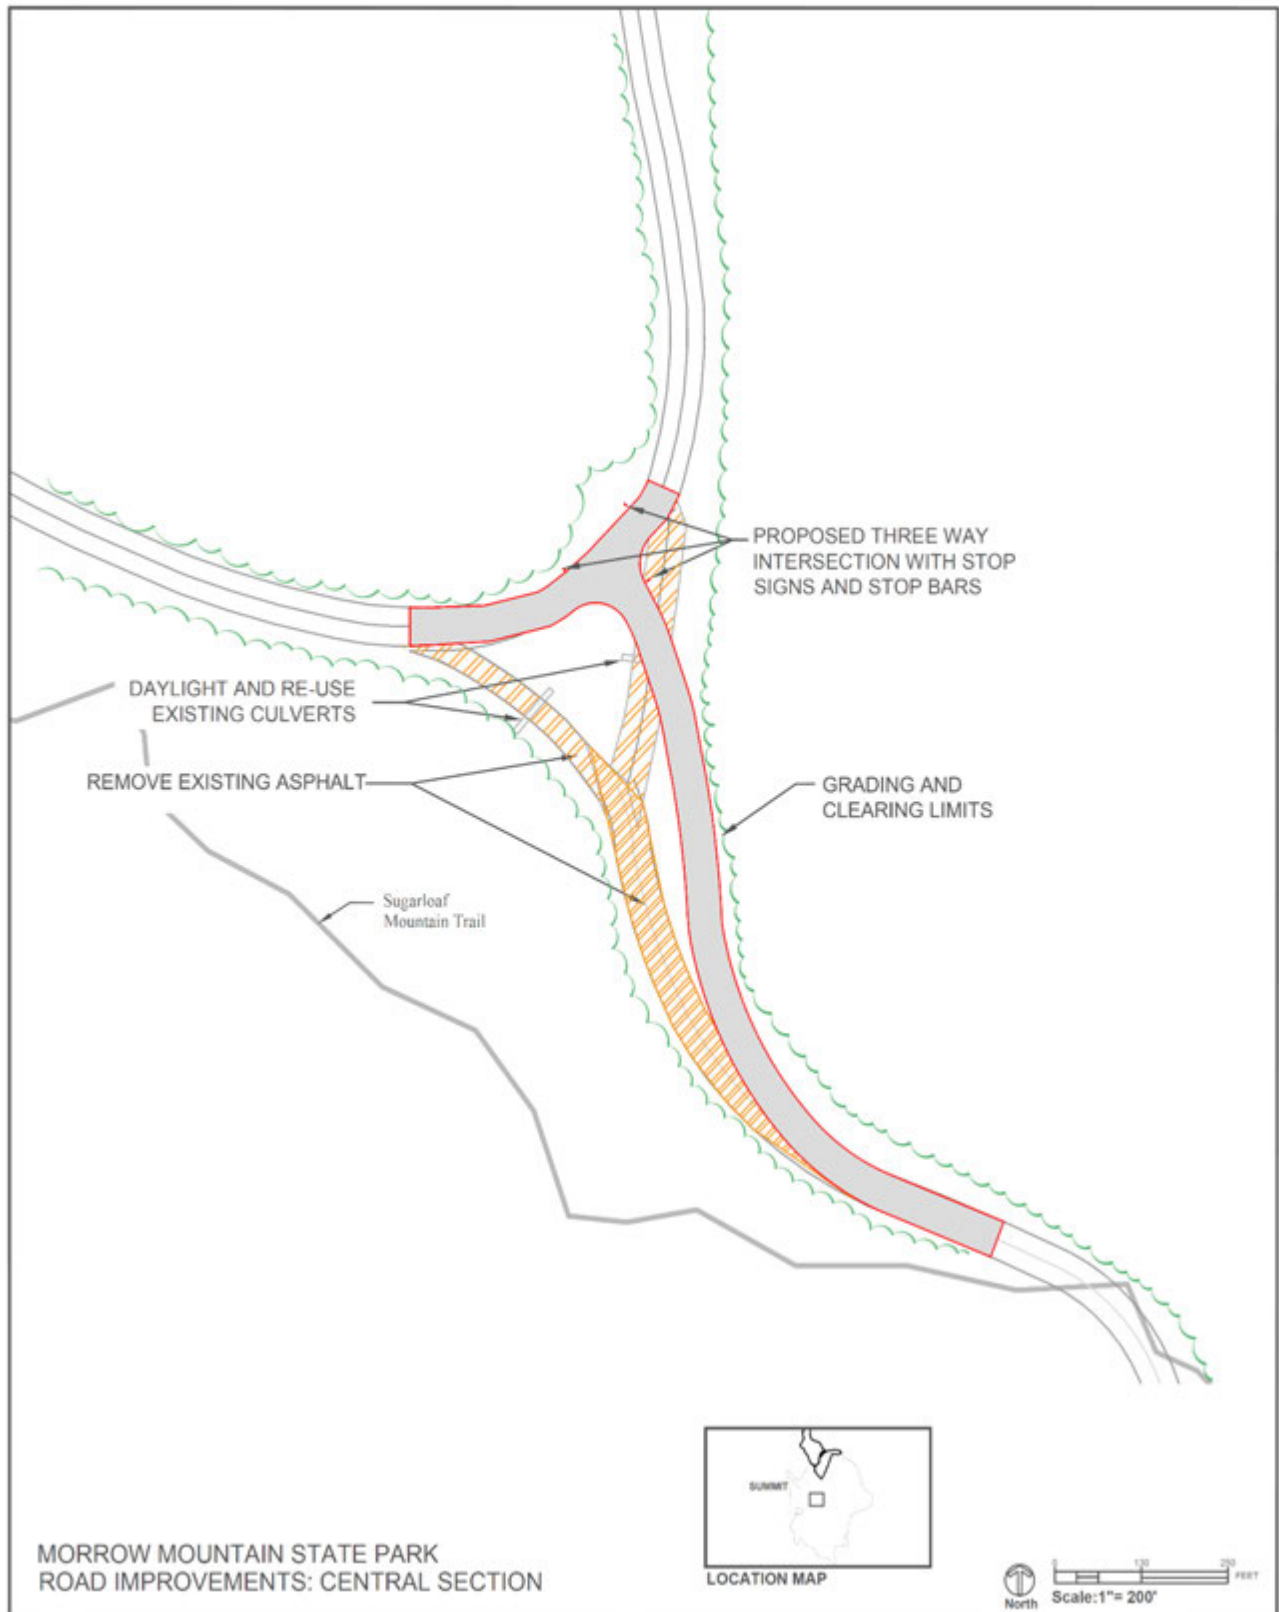 PROPOSED THREE WAY
INTERSECTION WITH STOP
SIGNS AND STOP BARS
DAYLIGHT AND RE-USE
EXISTING CULVERTS
REMOVE EXISTING ASPHALT
GRADING AND
CLEARING LIMITS
Sugarloaf
Mountain Trail
SUMMIT
LOCATION MAP
MORROW MOUNTAIN STATE PARK
ROAD IMPROVEMENTS: CENTRAL SECTION
North
0
FEET
Scale:1"= 200'